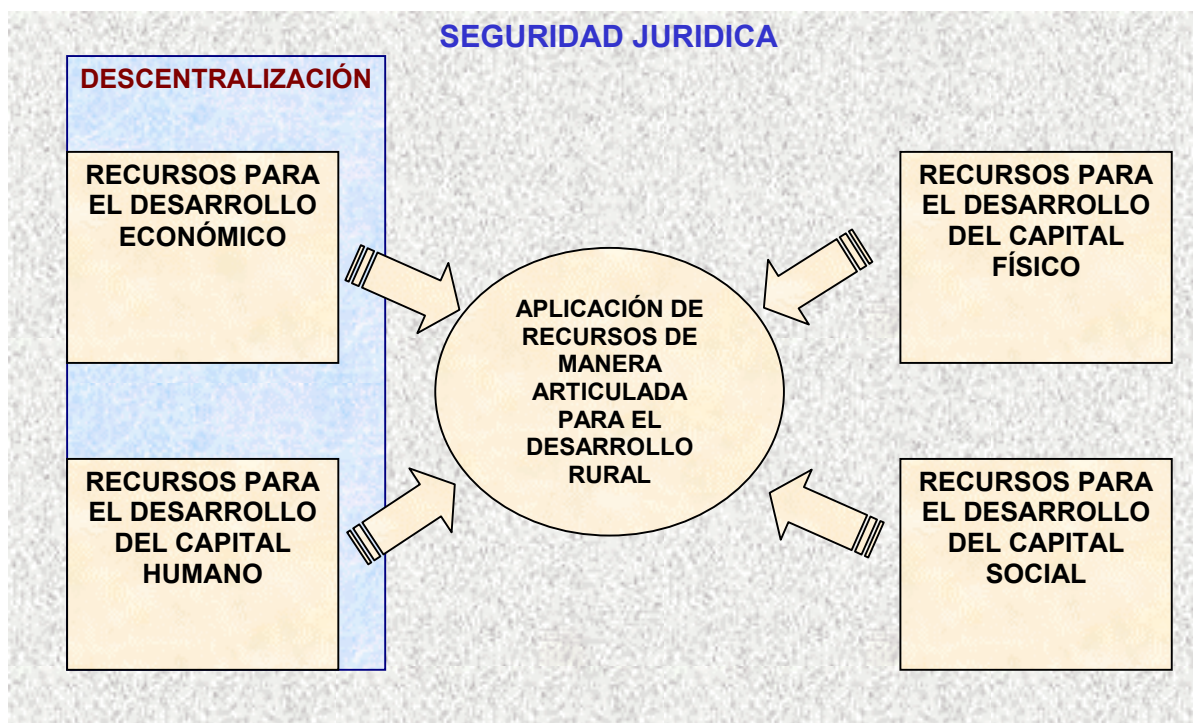 SEGURIDAD JURIDICA
DESCENTRALIZACIÓN
RECURSOS PARA
EL DESARROLLO
ECONÓMICO
RECURSOS PARA
EL DESARROLLO
DEL CAPITAL
FÍSICO
APLICACIÓN DE
RECURSOS DE
MANERA
ARTICULADA
PARA EL
DESARROLLO
RURAL
RECURSOS PARA
EL DESARROLLO
DEL CAPITAL
HUMANO
RECURSOS PARA
EL DESARROLLO
DEL CAPITAL
SOCIAL